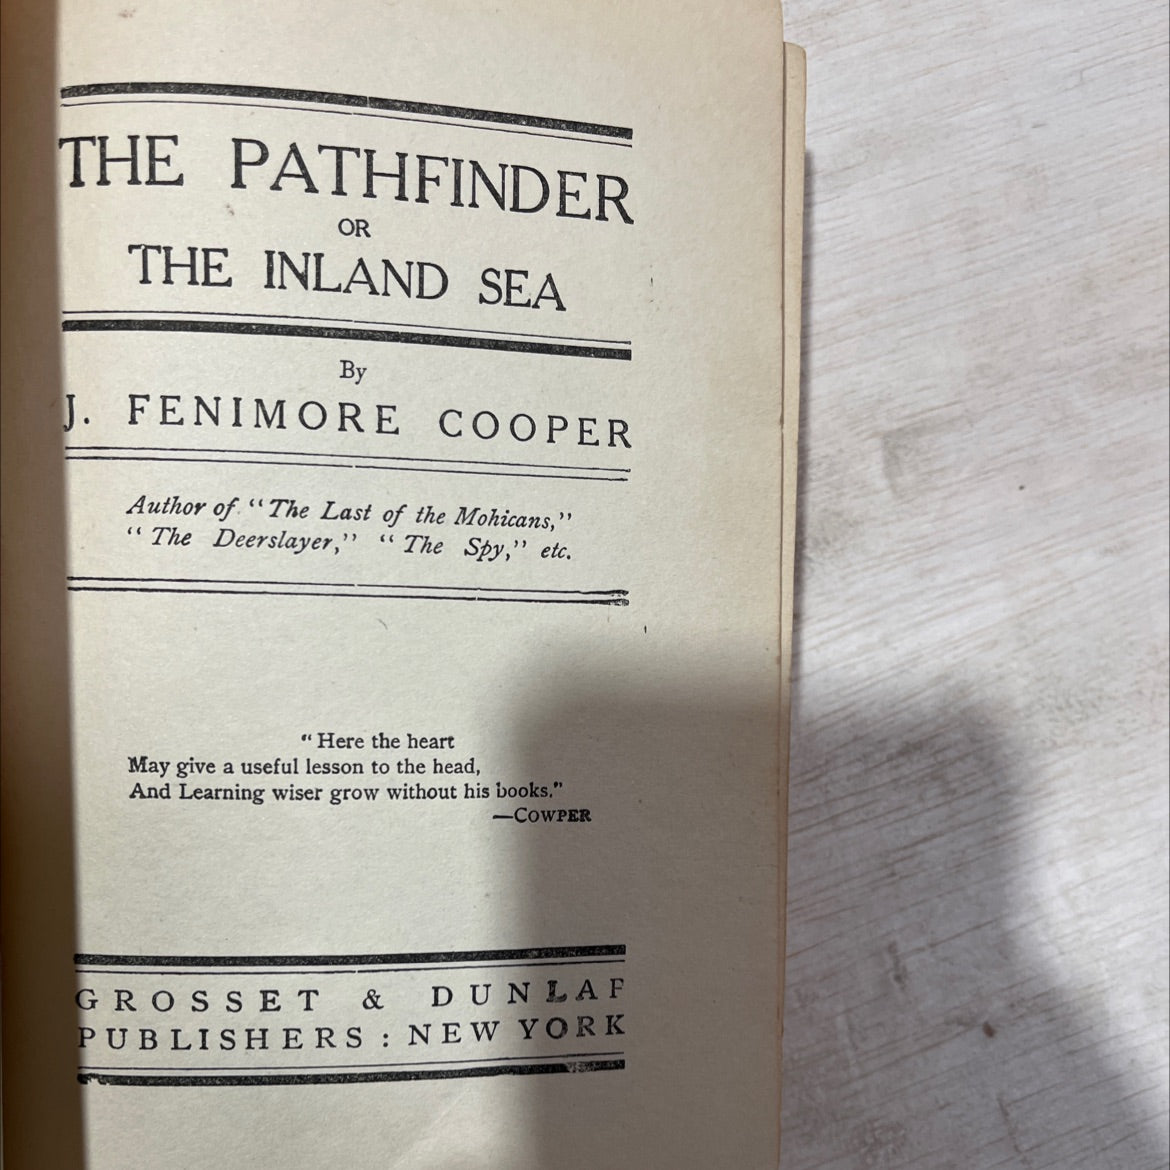 THE PATHFINDER
OR
THE INLAND SEA
By
J. FENIMORE COOPER
Author of “The Last of the Mohicans,”
“The Deerslayer,” “The Spy,” etc.
“Here the heart
May give a useful lesson to the head,
And Learning wiser grow without his books.”
—COWPER
GROSSET & DUNLAP
PUBLISHERS : NEW YORK